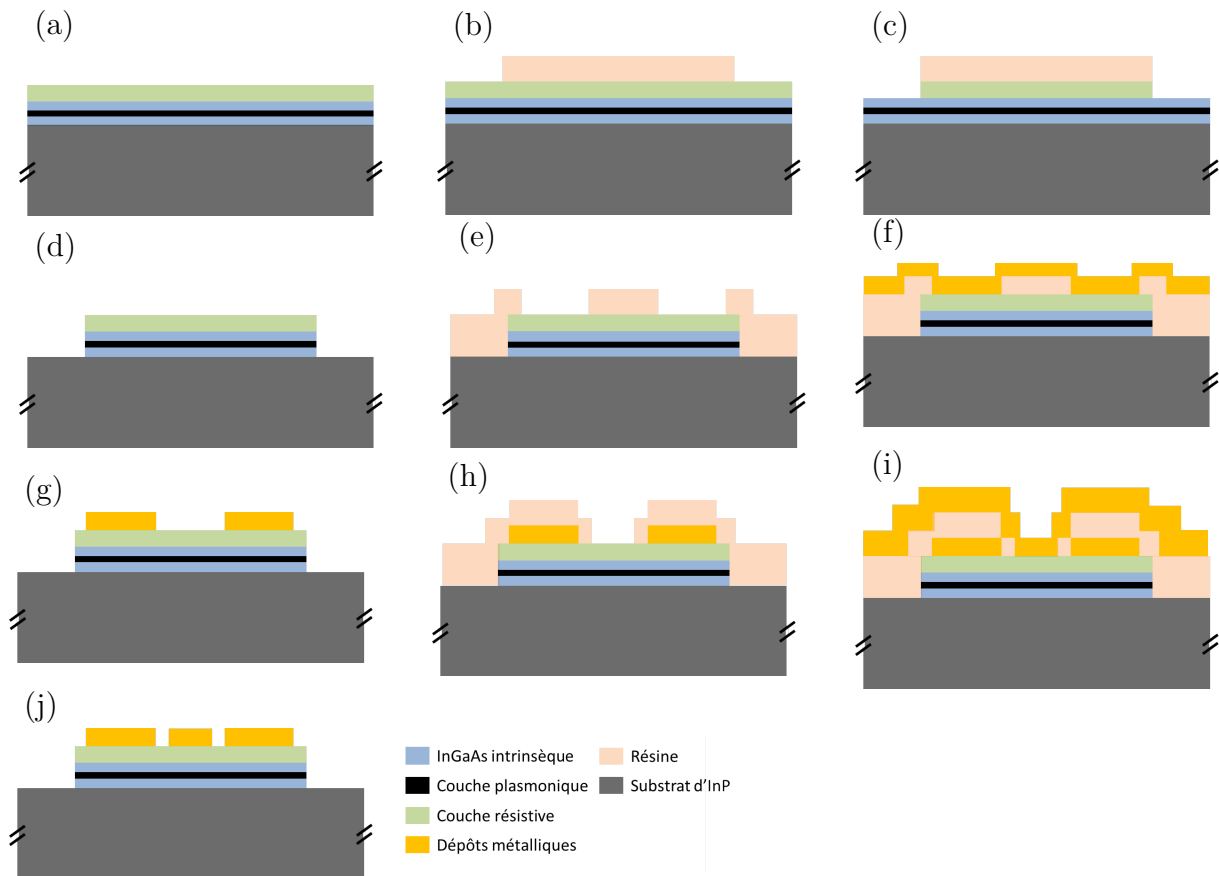 (a)
(b)
(c)
(d)
(e)
(f)
(g)
(h)
(i)
(j)
InGaAs intrinsèque
Résine
Couche plasmonique
Substrat d'InP
Couche résistive
Dépôts métalliques